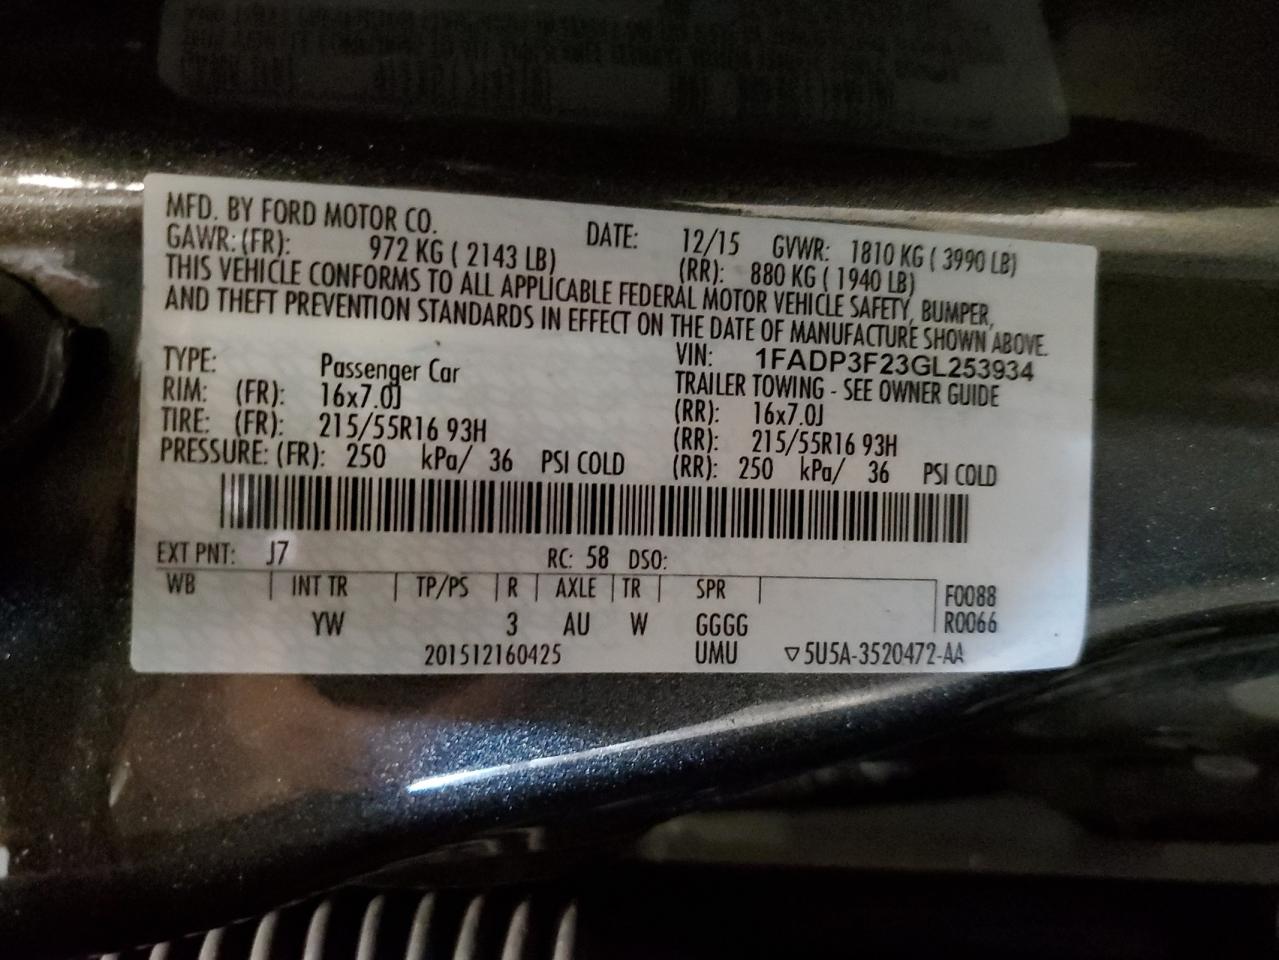 MFD. BY FORD MOTOR CO. DATE: 12/15 GVWR: 1810 KG ( 3990 LB)
GAWR: (FR): 972 KG ( 2143 LB) (RR): 880 KG ( 1940 LB)
THIS VEHICLE CONFORMS TO ALL APPLICABLE FEDERAL MOTOR VEHICLE SAFETY, BUMPER,
AND THEFT PREVENTION STANDARDS IN EFFECT ON THE DATE OF MANUFACTURE SHOWN ABOVE.
VIN: 1FADP3F23GL253934
TYPE: Passenger Car TRAILER TOWING - SEE OWNER GUIDE
RIM: (FR): 16x7.0J (RR): 16x7.0J
TIRE: (FR): 215/55R16 93H (RR): 215/55R16 93H
PRESSURE: (FR): 250 kPa/ 36 PSI COLD (RR): 250 kPa/ 36 PSI COLD
EXT PNT: J7 RC: 58 DSO:
WB | INT TR | TP/PS | R | AXLE | TR | SPR | F0088
YW 3 AU W GGGG R0066
201512160425 UMU ▽5U5A-3520472-AA